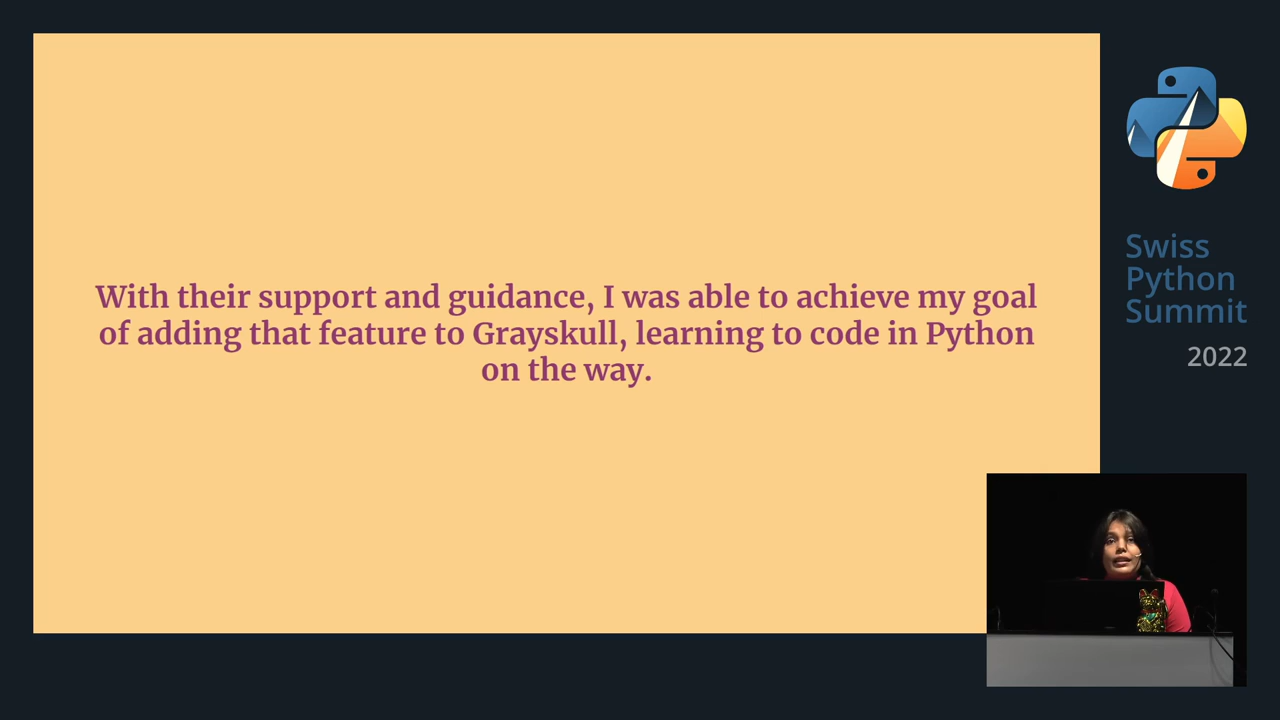 With their support and guidance, I was able to achieve my goal
of adding that feature to Grayskull, learning to code in Python
on the way.
Swiss
Python
Summit
2022